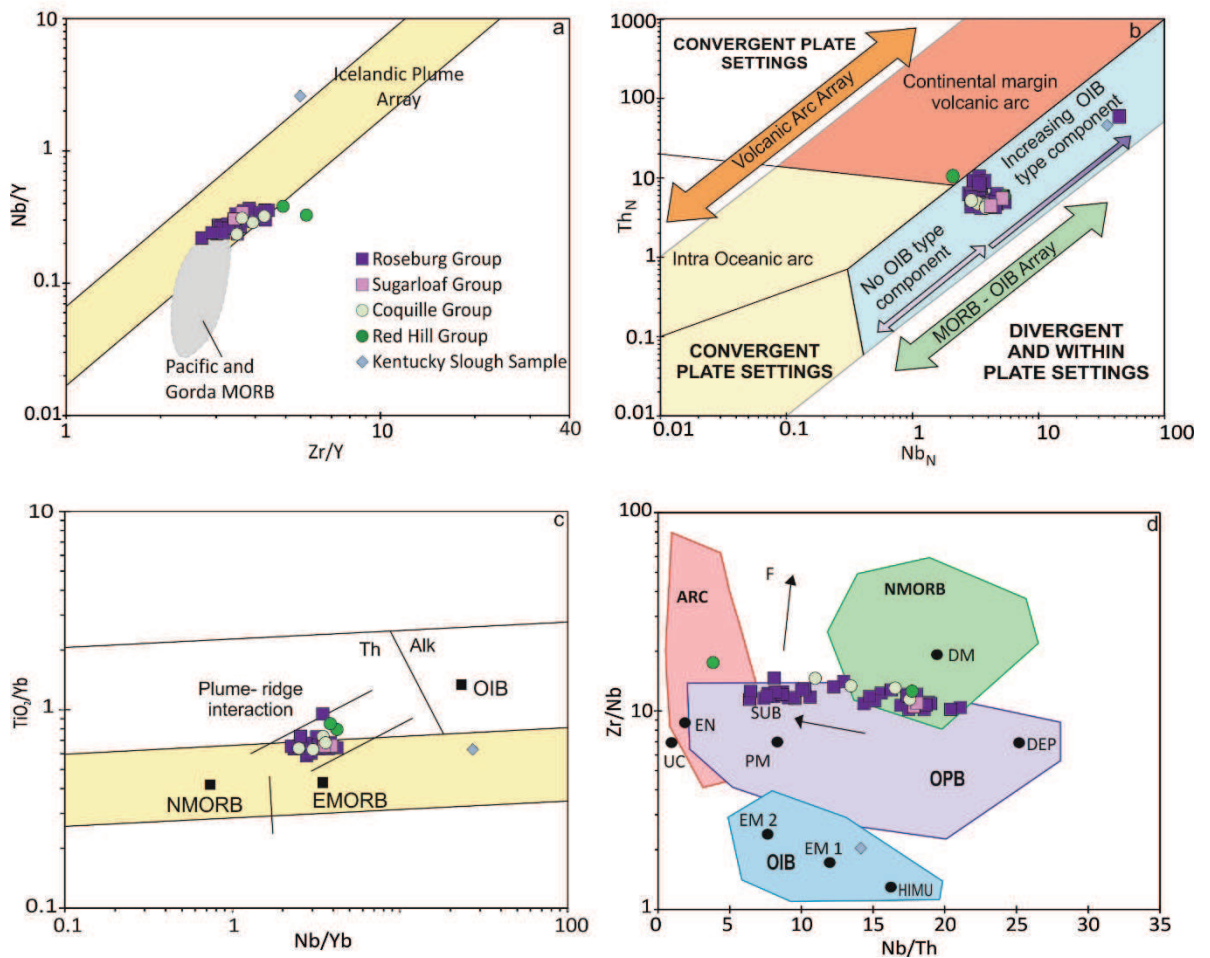 a
10
1
0.1
0.01
Nb/Y
Icelandic Plume
Array
Roseburg Group
Sugarloaf Group
Coquille Group
Red Hill Group
Kentucky Slough Sample
Pacific and
Gorda MORB
1
10
40
Zr/Y
b
1000
100
10
1
0.1
0.01
Th_N
CONVERGENT PLATE
SETTINGS
Volcanic Arc Array
Continental margin
volcanic arc
Increasing OIB
type component
Intra Oceanic arc
No OIB type
component
MORB - OIB Array
CONVERGENT
PLATE SETTINGS
DIVERGENT
AND WITHIN
PLATE SETTINGS
0.01
0.1
1
10
100
Nb_N
c
10
1
0.1
TiO₂/Yb
Th
Alk
OIB
Plume- ridge
interaction
NMORB
EMORB
0.1
1
10
100
Nb/Yb
d
100
10
1
Zr/Nb
F
ARC
NMORB
DM
SUB
EN
UC
PM
DEP
OPB
EM 2
EM 1
OIB
HIMU
0
5
10
15
20
25
30
35
Nb/Th